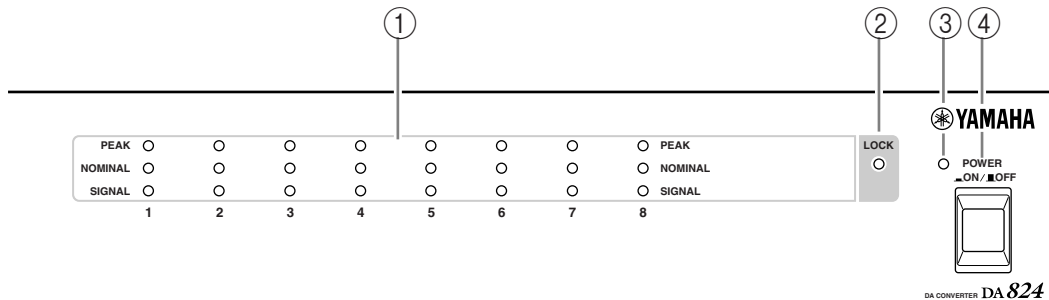 ① ② ③ ④
YAMAHA
PEAK PEAK LOCK
NOMINAL NOMINAL POWER
▂ON/■OFF
SIGNAL SIGNAL
1 2 3 4 5 6 7 8
DA CONVERTER DA824